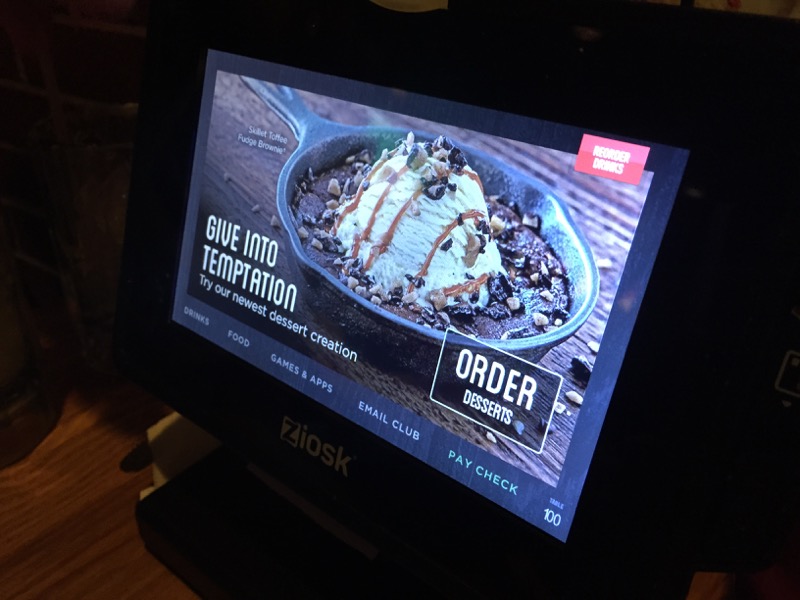 Skillet Toffee
Fudge Brownie®
REORDER
DRINKS
GIVE INTO
TEMPTATION
Try our newest dessert creation
ORDER
DESSERTS
DRINKS
FOOD
GAMES & APPS
EMAIL CLUB
PAY CHECK
TABLE
100
Ziosk